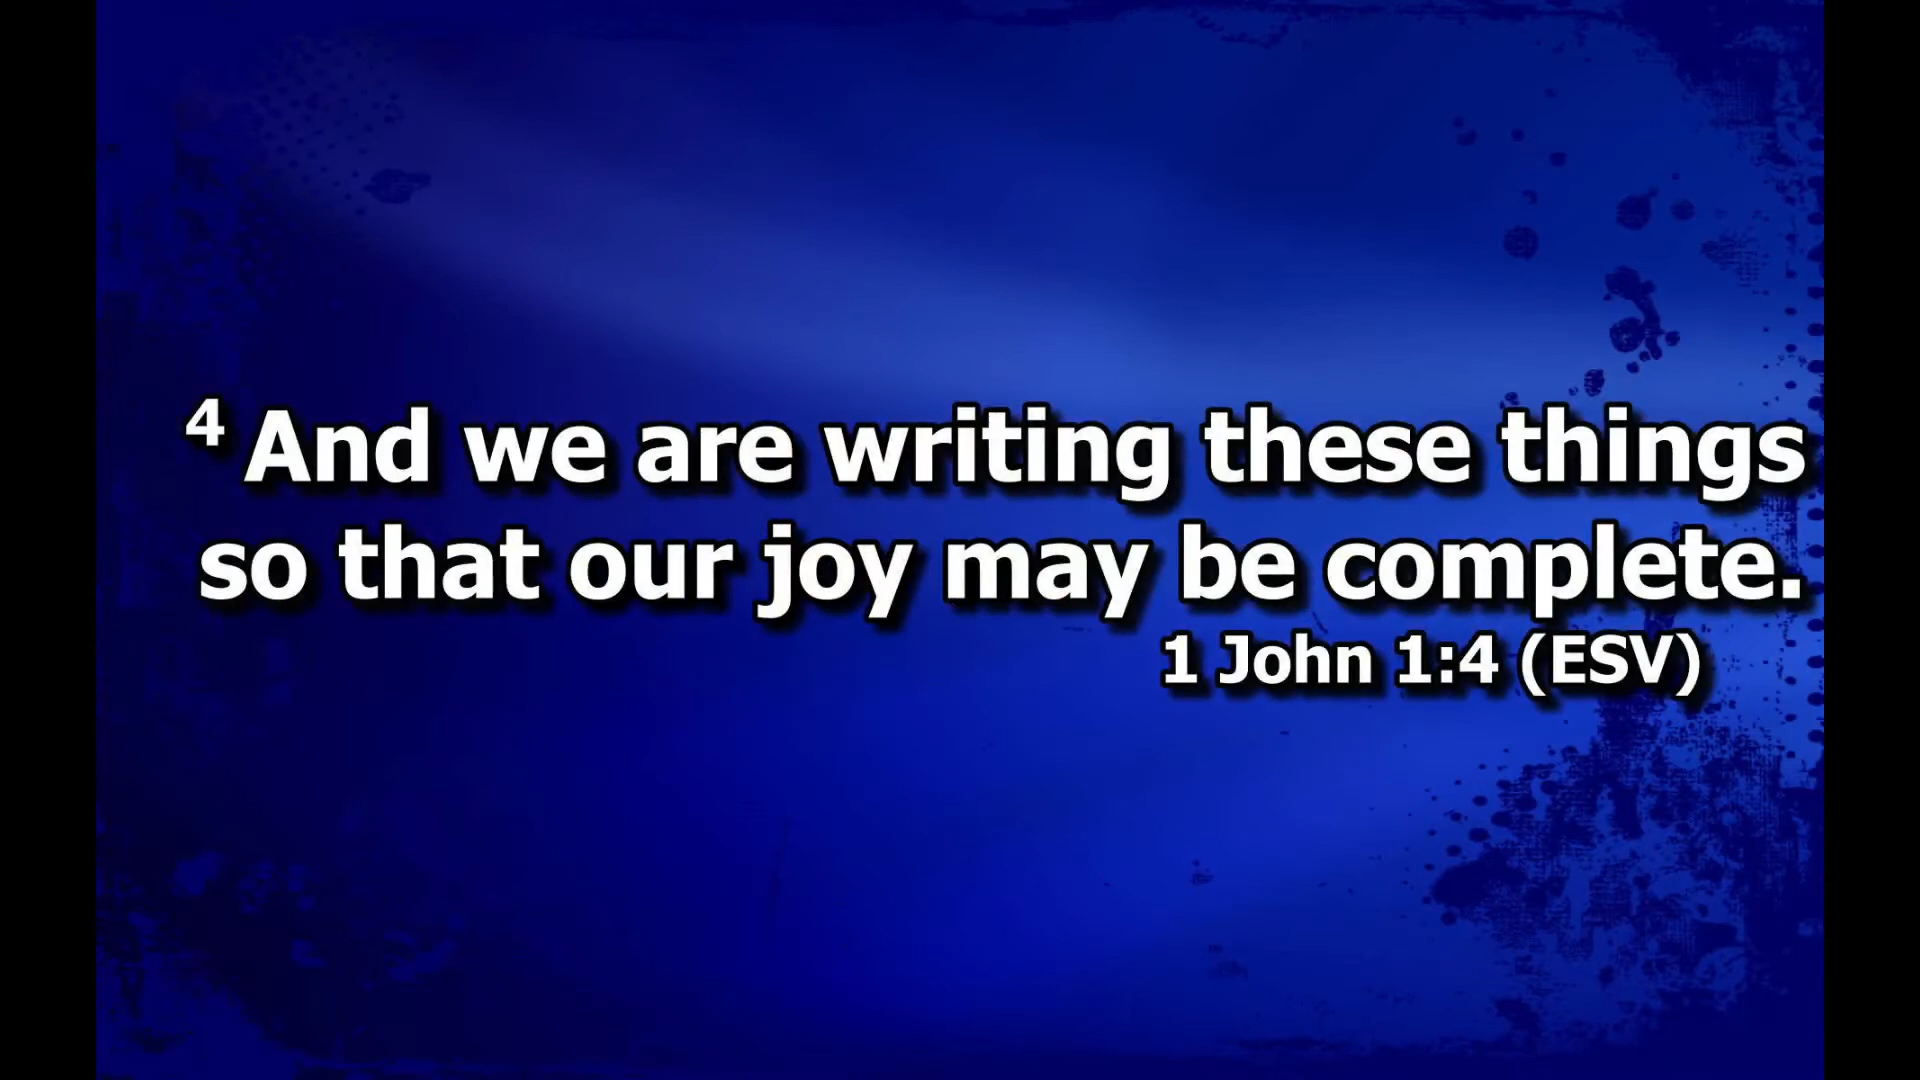 4 And we are writing these things
so that our joy may be complete.
1 John 1:4 (ESV)